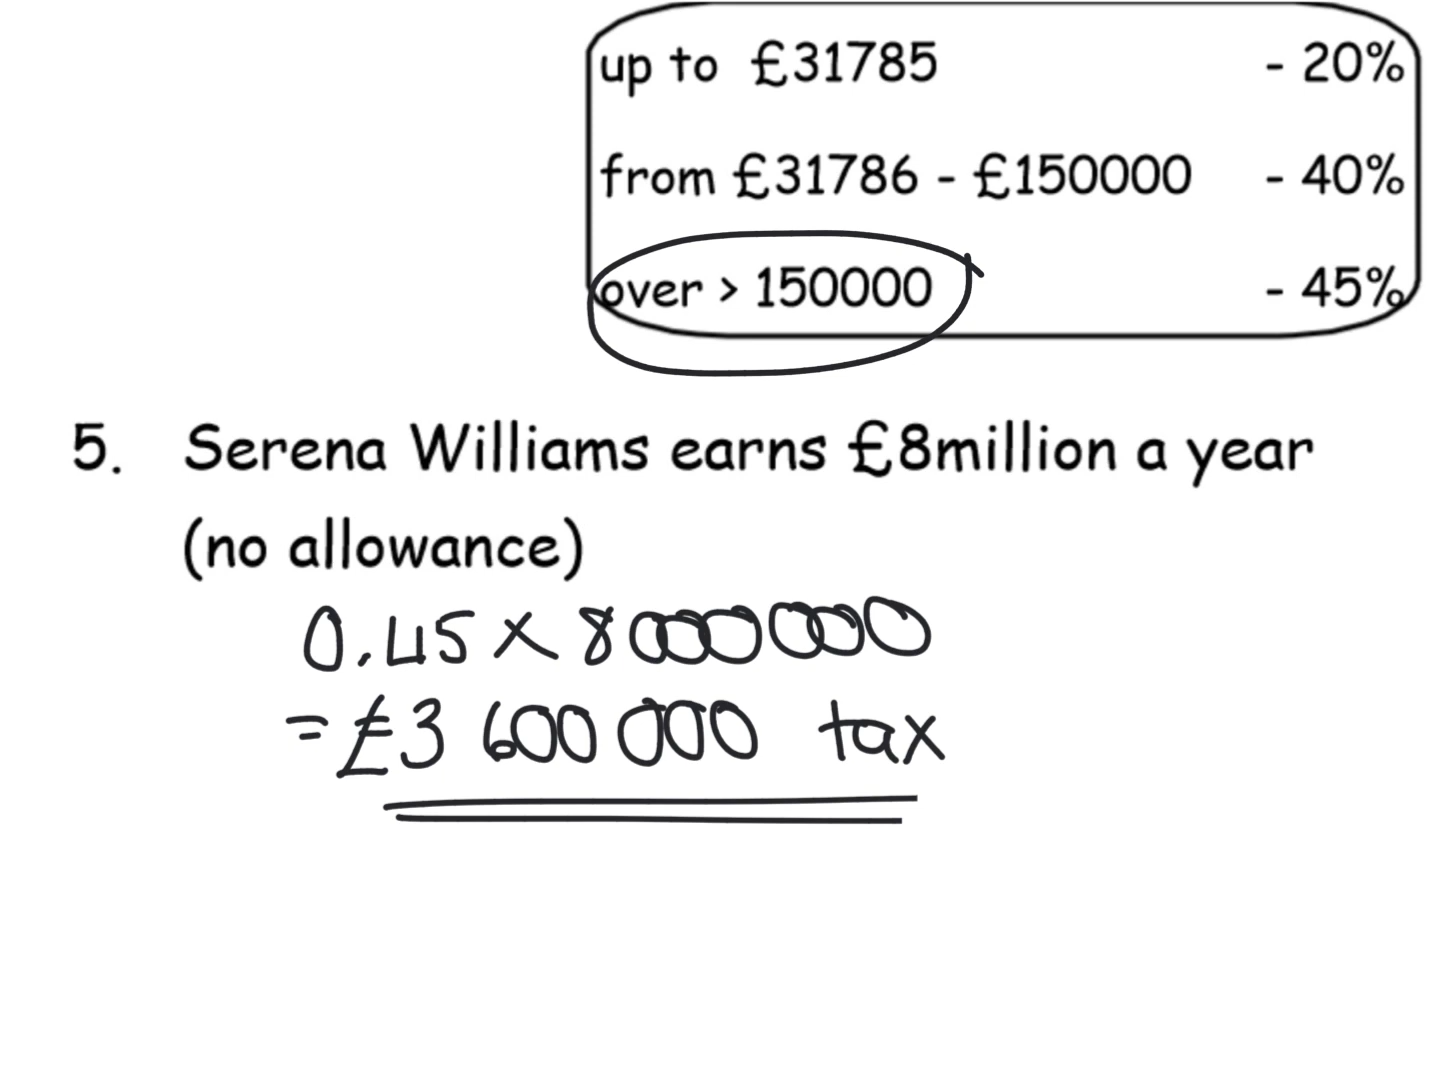 up to £31785 - 20%
from £31786 - £150000 - 40%
over > 150000 - 45%
5. Serena Williams earns £8million a year
(no allowance)
0.45 x 8000000
= £3 600 000 tax